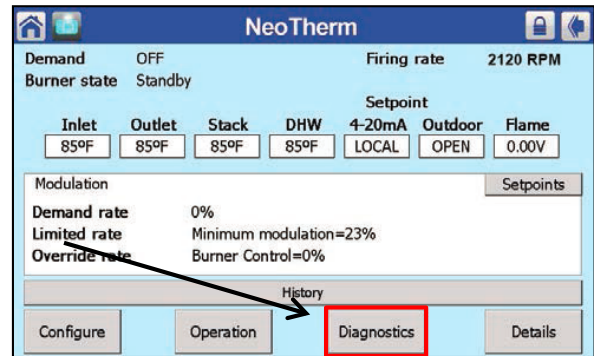 NeoTherm
Demand OFF Firing rate 2120 RPM
Burner state Standby
Setpoint
Inlet Outlet Stack DHW 4-20mA Outdoor Flame
85ºF 85ºF 85ºF 85ºF LOCAL OPEN 0.00V
Modulation Setpoints
Demand rate 0%
Limited rate Minimum modulation=23%
Override rate Burner Control=0%
History
Configure Operation Diagnostics Details